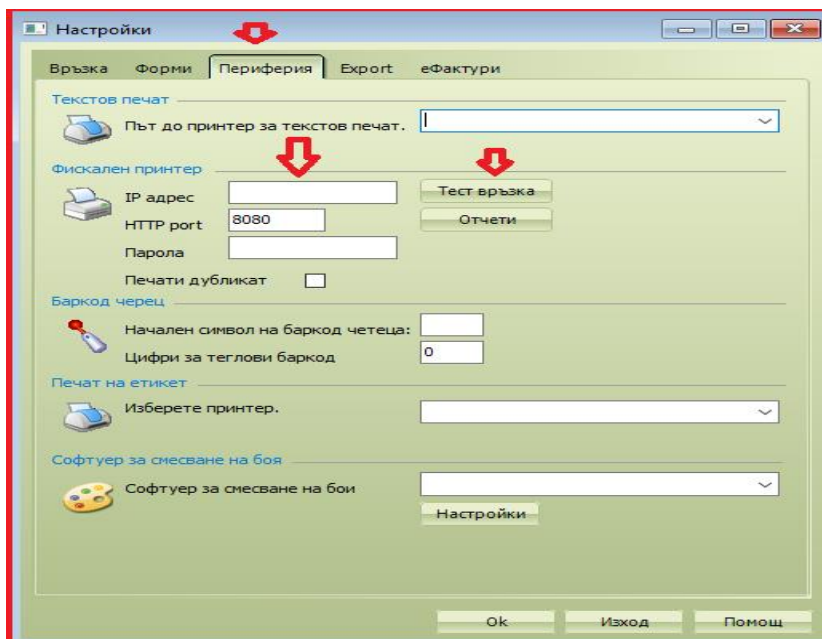 Настройки
Връзка Форми Периферия Export еФактури
Текстов печат
Път до принтер за текстов печат.
Фискален принтер
IP адрес Тест връзка
HTTP port 8080 Отчети
Парола
Печати дубликат
Баркод черец
Начален символ на баркод четеца:
Цифри за теглови баркод 0
Печат на етикет
Изберете принтер.
Софтуер за смесване на боя
Софтуер за смесване на бои
Настройки
Ok Изход Помощ